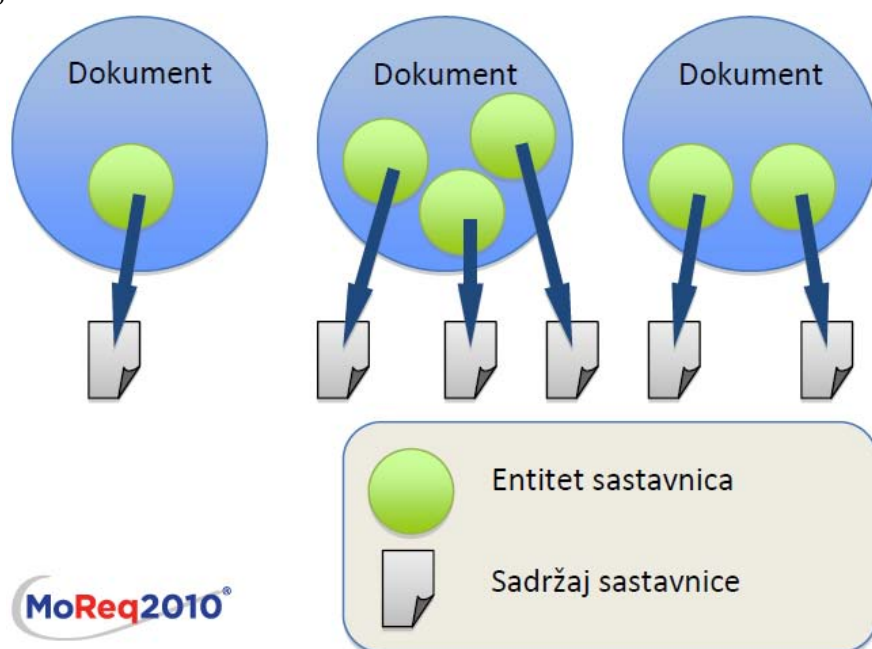 Dokument
Dokument
Dokument
Entitet sastavnica
Sadržaj sastavnice
MoReq2010®